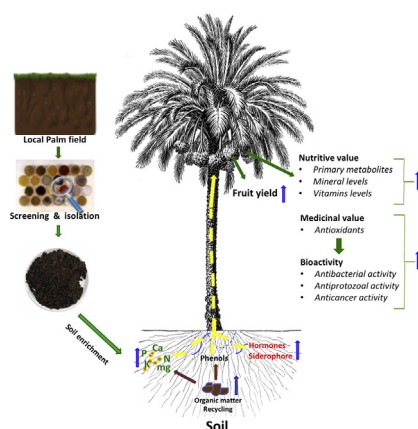 Local Palm field
Screening & isolation
Soil enrichment
Fruit yield
Nutritive value
• Primary metabolites
• Mineral levels
• Vitamins levels
Medicinal value
• Antioxidants
Bioactivity
• Antibacterial activity
• Antiprotozoal activity
• Anticancer activity
P
Ca
N
K
mg
Phenols
Hormones -
Siderophore
Organic matter
Recycling
Soil